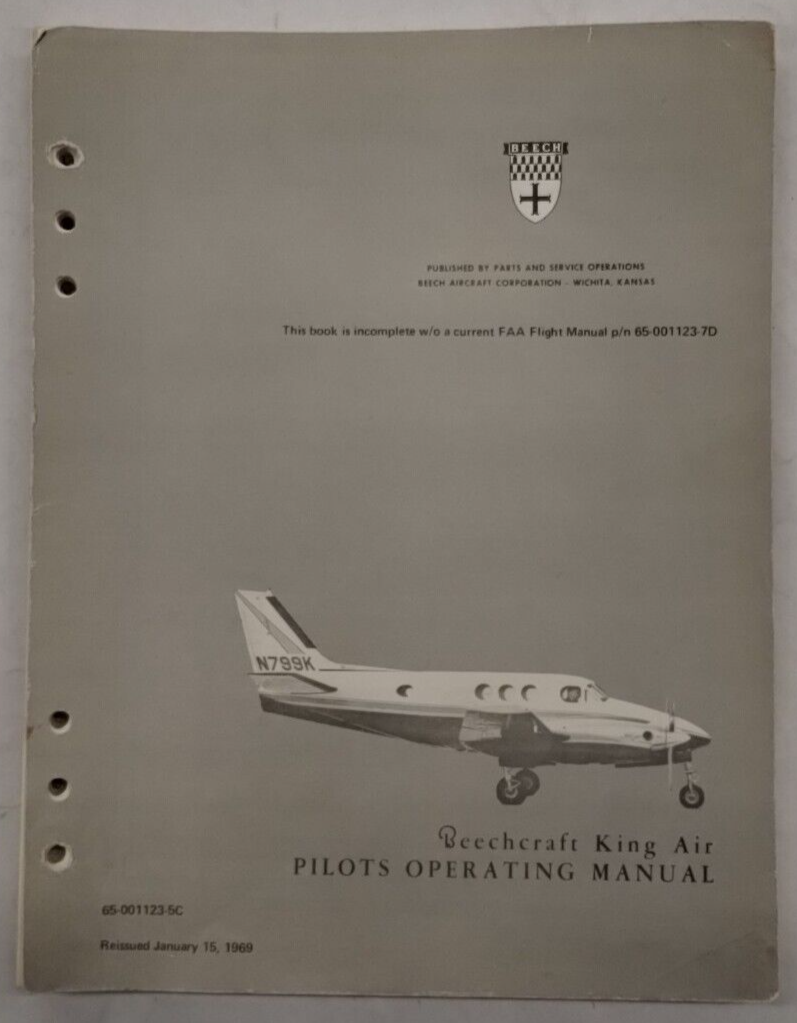 BEECH
PUBLISHED BY PARTS AND SERVICE OPERATIONS
BEECH AIRCRAFT CORPORATION - WICHITA, KANSAS
This book is incomplete w/o a current FAA Flight Manual p/n 65-001123-7D
N799K
Beechcraft King Air
PILOTS OPERATING MANUAL
65-001123-5C
Reissued January 15, 1969